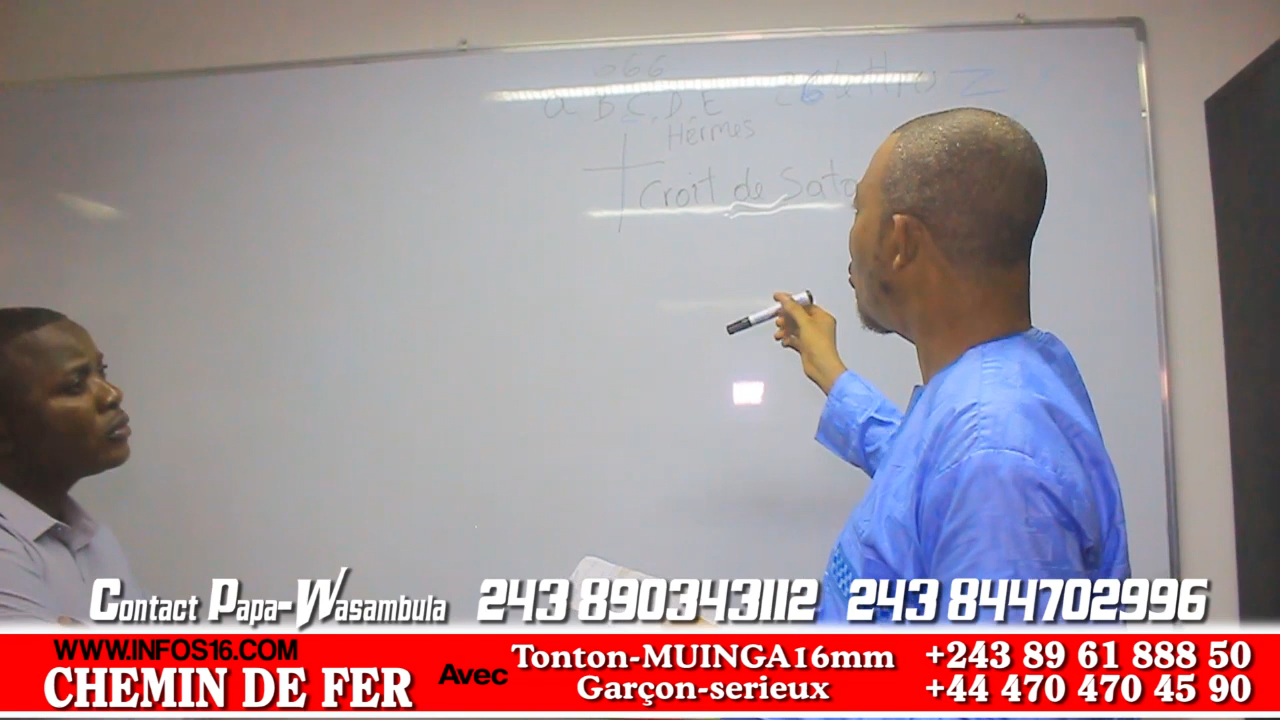 666
a B C, D, E
Hermes
Croit de Sata
Contact Papa-Wasambula 243 890343112 243 844702996
WWW.INFOS16.COM
CHEMIN DE FER
Avec
Tonton-MUINGA16mm
Garçon-serieux
+243 89 61 888 50
+44 470 470 45 90